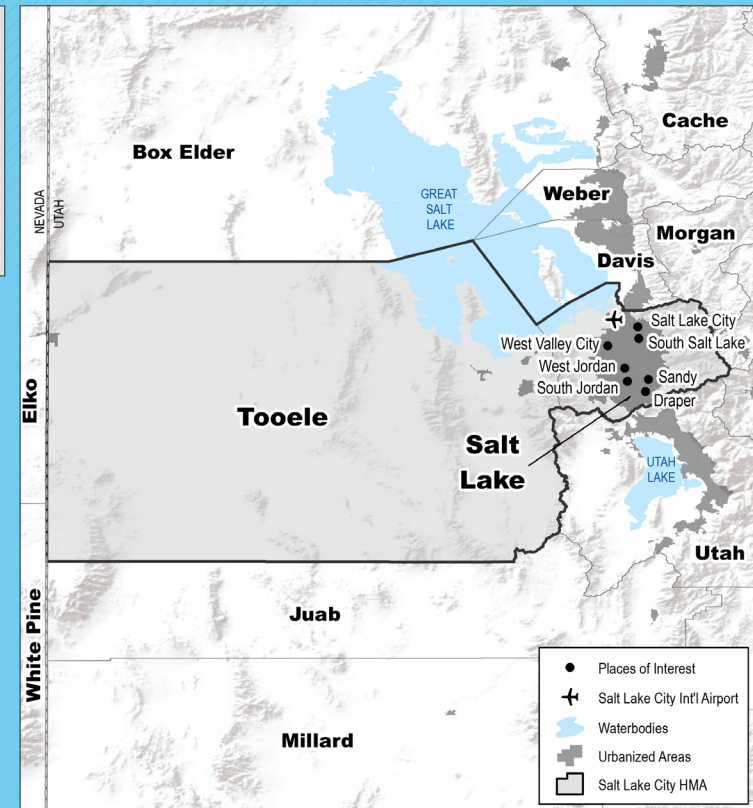 Cache
Box Elder
Weber
GREAT
SALT
LAKE
NEVADA
UTAH
Morgan
Davis
Salt Lake City
South Salt Lake
West Valley City
West Jordan
Sandy
South Jordan
Draper
Elko
Tooele
Salt
Lake
UTAH
LAKE
Utah
White Pine
Juab
Millard
Places of Interest
Salt Lake City Int'l Airport
Waterbodies
Urbanized Areas
Salt Lake City HMA